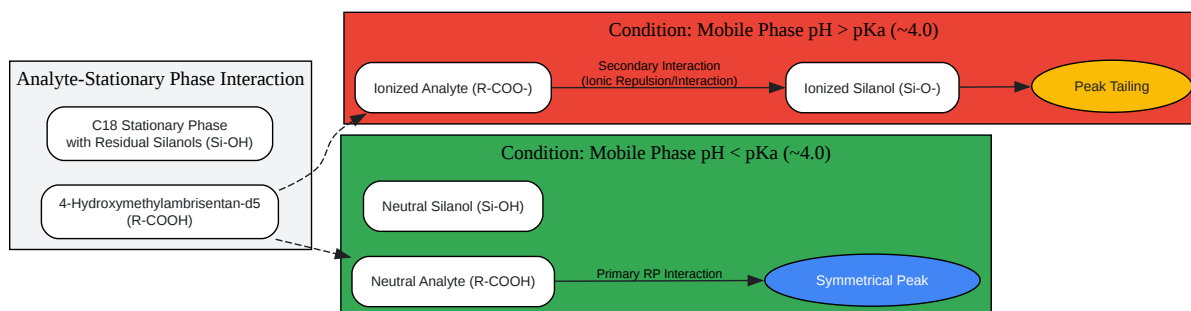 Analyte-Stationary Phase Interaction
C18 Stationary Phase
with Residual Silanols (Si-OH)
4-Hydroxymethylambrisentan-d5
(R-COOH)
Condition: Mobile Phase pH > pKa (~4.0)
Ionized Analyte (R-COO-)
Secondary Interaction
(Ionic Repulsion/Interaction)
Ionized Silanol (Si-O-)
Peak Tailing
Condition: Mobile Phase pH < pKa (~4.0)
Neutral Silanol (Si-OH)
Neutral Analyte (R-COOH)
Primary RP Interaction
Symmetrical Peak